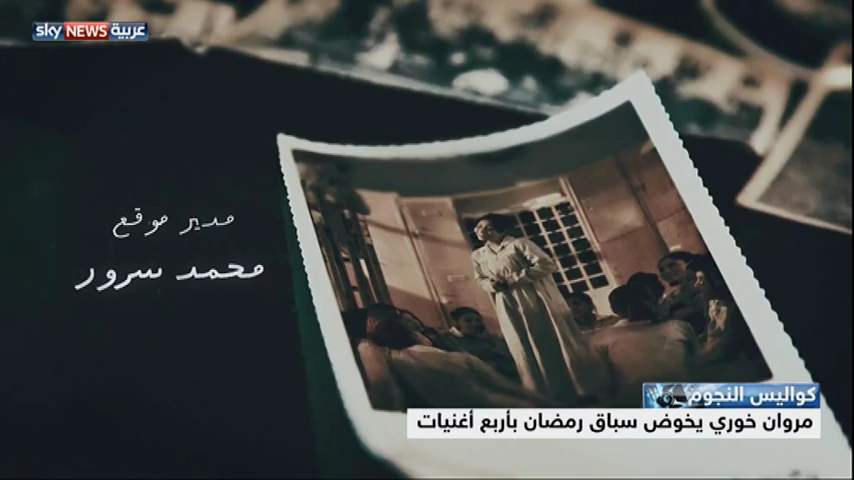 sky NEWS عربية
مدير موقع
محمد سرور
كواليس النجوم
مروان خوري يخوض سباق رمضان بأربع أغنيات